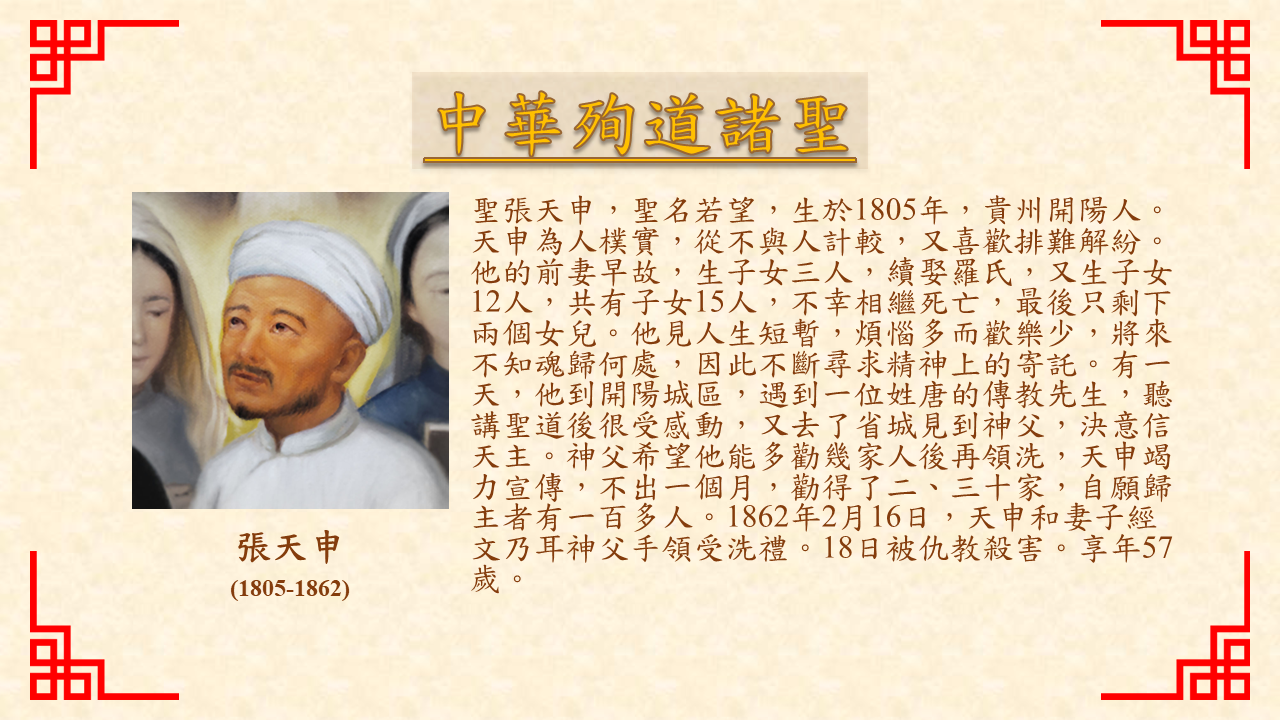 中華殉道諸聖
聖張天申，聖名若望，生於1805年，貴州開陽人。
天申為人樸實，從不與人計較，又喜歡排難解紛。
他的前妻早故，生子女三人，續娶羅氏，又生子女
12人，共有子女15人，不幸相繼死亡，最後只剩下
兩個女兒。他見人生短暫，煩惱多而歡樂少，將來
不知魂歸何處，因此不斷尋求精神上的寄託。有一
天，他到開陽城區，遇到一位姓唐的傳教先生，聽
講聖道後很受感動，又去了省城見到神父，決意信
天主。神父希望他能多勸幾家人後再領洗，天申竭
力宣傳，不出一個月，勸得了二、三十家，自願歸
主者有一百多人。1862年2月16日，天申和妻子經
文乃耳神父手領受洗禮。18日被仇教殺害。享年57
歲。
張天申
(1805-1862)